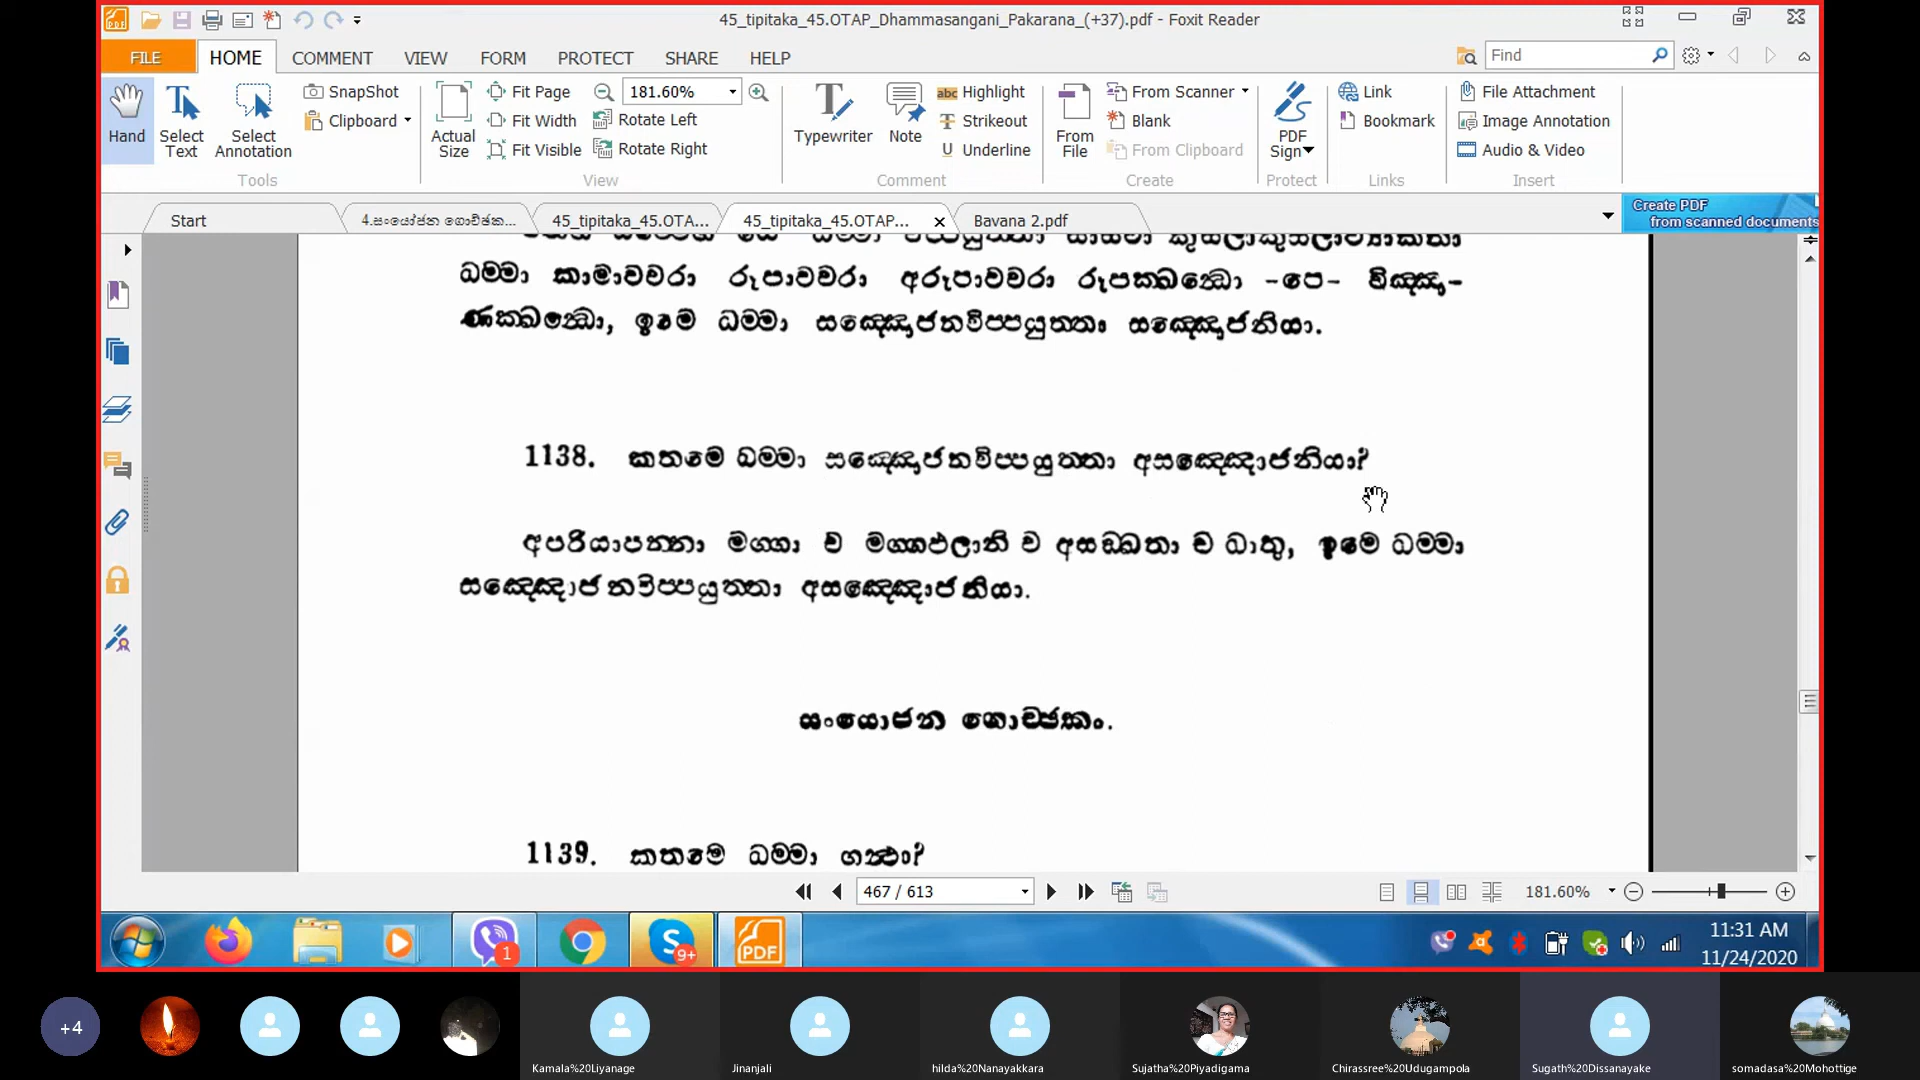 45_tipitaka_45.OTAP_Dhammasangani_Pakarana_(+37).pdf - Foxit Reader
FILE HOME COMMENT VIEW FORM PROTECT SHARE HELP Find
Hand Select Text Select Annotation SnapShot Clipboard
Actual Size Fit Page Fit Width Fit Visible 181.60% Rotate Left Rotate Right
Typewriter Note Highlight Strikeout Underline
From File From Scanner Blank From Clipboard
PDF Sign Link Bookmark File Attachment Image Annotation Audio & Video
Tools View Comment Create Protect Links Insert
Start 4.සංයෝජන ගොච්ඡක... 45_tipitaka_45.OTA... 45_tipitaka_45.OTAP... Bavana 2.pdf
Create PDF
from scanned documents
ධම්මා කාමාවචරා රූපාවචරා අරූපාවචරා රූපක්ඛන්ධො -පෙ- විඤ්ඤා-
ණක්ඛන්ධො, ඉමෙ ධම්මා සඤ්ඤොජනවිප්පයුත්තා සඤ්ඤොජනියා.
1138. කතමෙ ධම්මා සඤ්ඤොජනවිප්පයුත්තා අසඤ්ඤොජනියා?
අපරියාපන්නා මග්ගා ච මග්ගඵලානි ච අසඞ්ඛතා ච ධාතු, ඉමෙ ධම්මා
සඤ්ඤොජනවිප්පයුත්තා අසඤ්ඤොජනියා.
සංයොජන ගොච්ඡකං.
1139. කතමෙ ධම්මා ගන්ථා?
467 / 613 181.60%
1 9+ PDF
11:31 AM
11/24/2020
+4
Kamala%20Liyanage Jinanjali hilda%20Nanayakkara Sujatha%20Piyadigama Chirassree%20Udugampola Sugath%20Dissanayake somadasa%20Mohottige